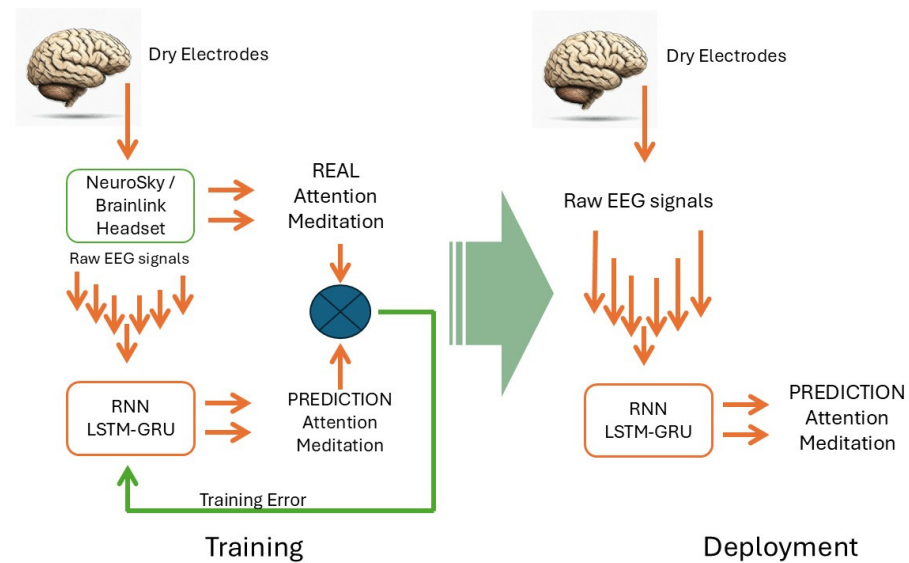 Dry Electrodes
NeuroSky /
Brainlink
Headset
REAL
Attention
Meditation
Raw EEG signals
RNN
LSTM-GRU
PREDICTION
Attention
Meditation
Training Error
Training
Dry Electrodes
Raw EEG signals
RNN
LSTM-GRU
PREDICTION
Attention
Meditation
Deployment